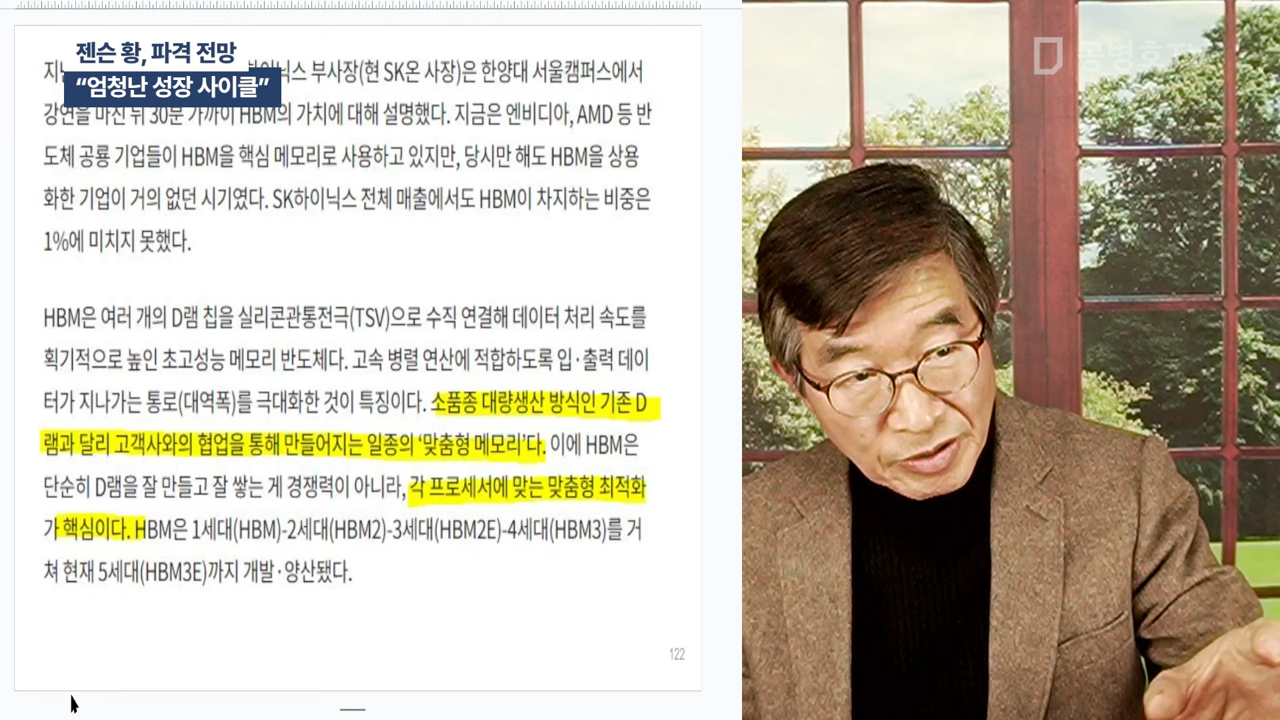 젠슨 황, 파격 전망
“엄청난 성장 사이클”
부사장(현 SK온 사장)은 한양대 서울캠퍼스에서
강연을 마친 뒤 30분 가까이 HBM의 가치에 대해 설명했다. 지금은 엔비디아, AMD 등 반
도체 공룡 기업들이 HBM을 핵심 메모리로 사용하고 있지만, 당시만 해도 HBM을 상용
화한 기업이 거의 없던 시기였다. SK하이닉스 전체 매출에서도 HBM이 차지하는 비중은
1%에 미치지 못했다.
HBM은 여러 개의 D램 칩을 실리콘관통전극(TSV)으로 수직 연결해 데이터 처리 속도를
획기적으로 높인 초고성능 메모리 반도체다. 고속 병렬 연산에 적합하도록 입·출력 데이
터가 지나가는 통로(대역폭)를 극대화한 것이 특징이다. 소품종 대량생산 방식인 기존 D
램과 달리 고객사와의 협업을 통해 만들어지는 일종의 ‘맞춤형 메모리’다. 이에 HBM은
단순히 D램을 잘 만들고 잘 쌓는 게 경쟁력이 아니라, 각 프로세서에 맞는 맞춤형 최적화
가 핵심이다. HBM은 1세대(HBM)-2세대(HBM2)-3세대(HBM2E)-4세대(HBM3)를 거
쳐 현재 5세대(HBM3E)까지 개발·양산됐다.
122